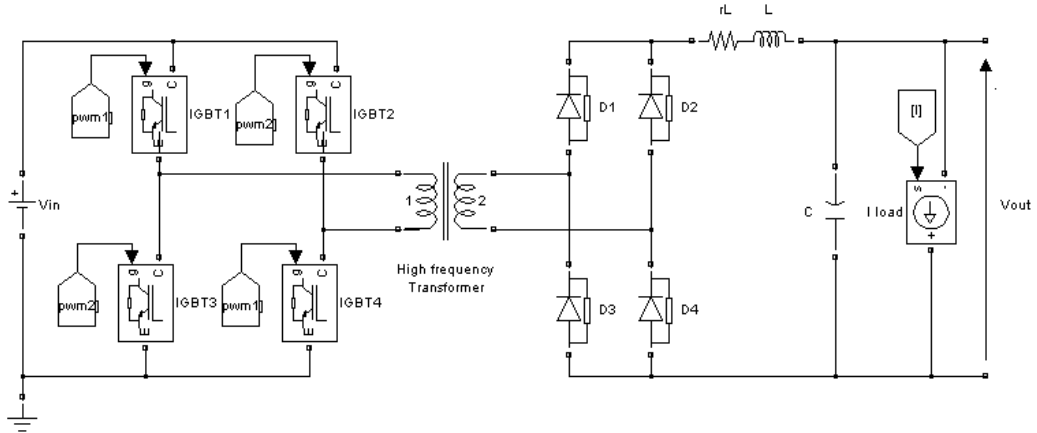 rL L
g C
g C
pwm1
IGBT1
pwm2
IGBT2
E
E
D1
D2
[I]
+
Vin
1
2
s -
C
I load
+
Vout
High frequency
Transformer
g C
g C
pwm2
IGBT3
pwm1
IGBT4
E
E
D3
D4